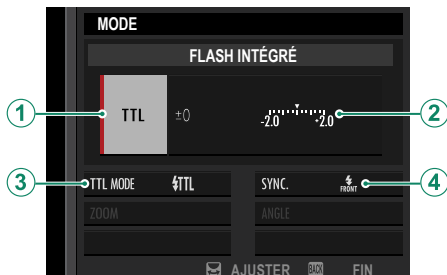 MODE
FLASH INTÉGRÉ
1 TTL ±0 -2.0 +2.0 2
3 TTL MODE TTL SYNC. FRONT 4
ZOOM ANGLE
AJUSTER BACK FIN